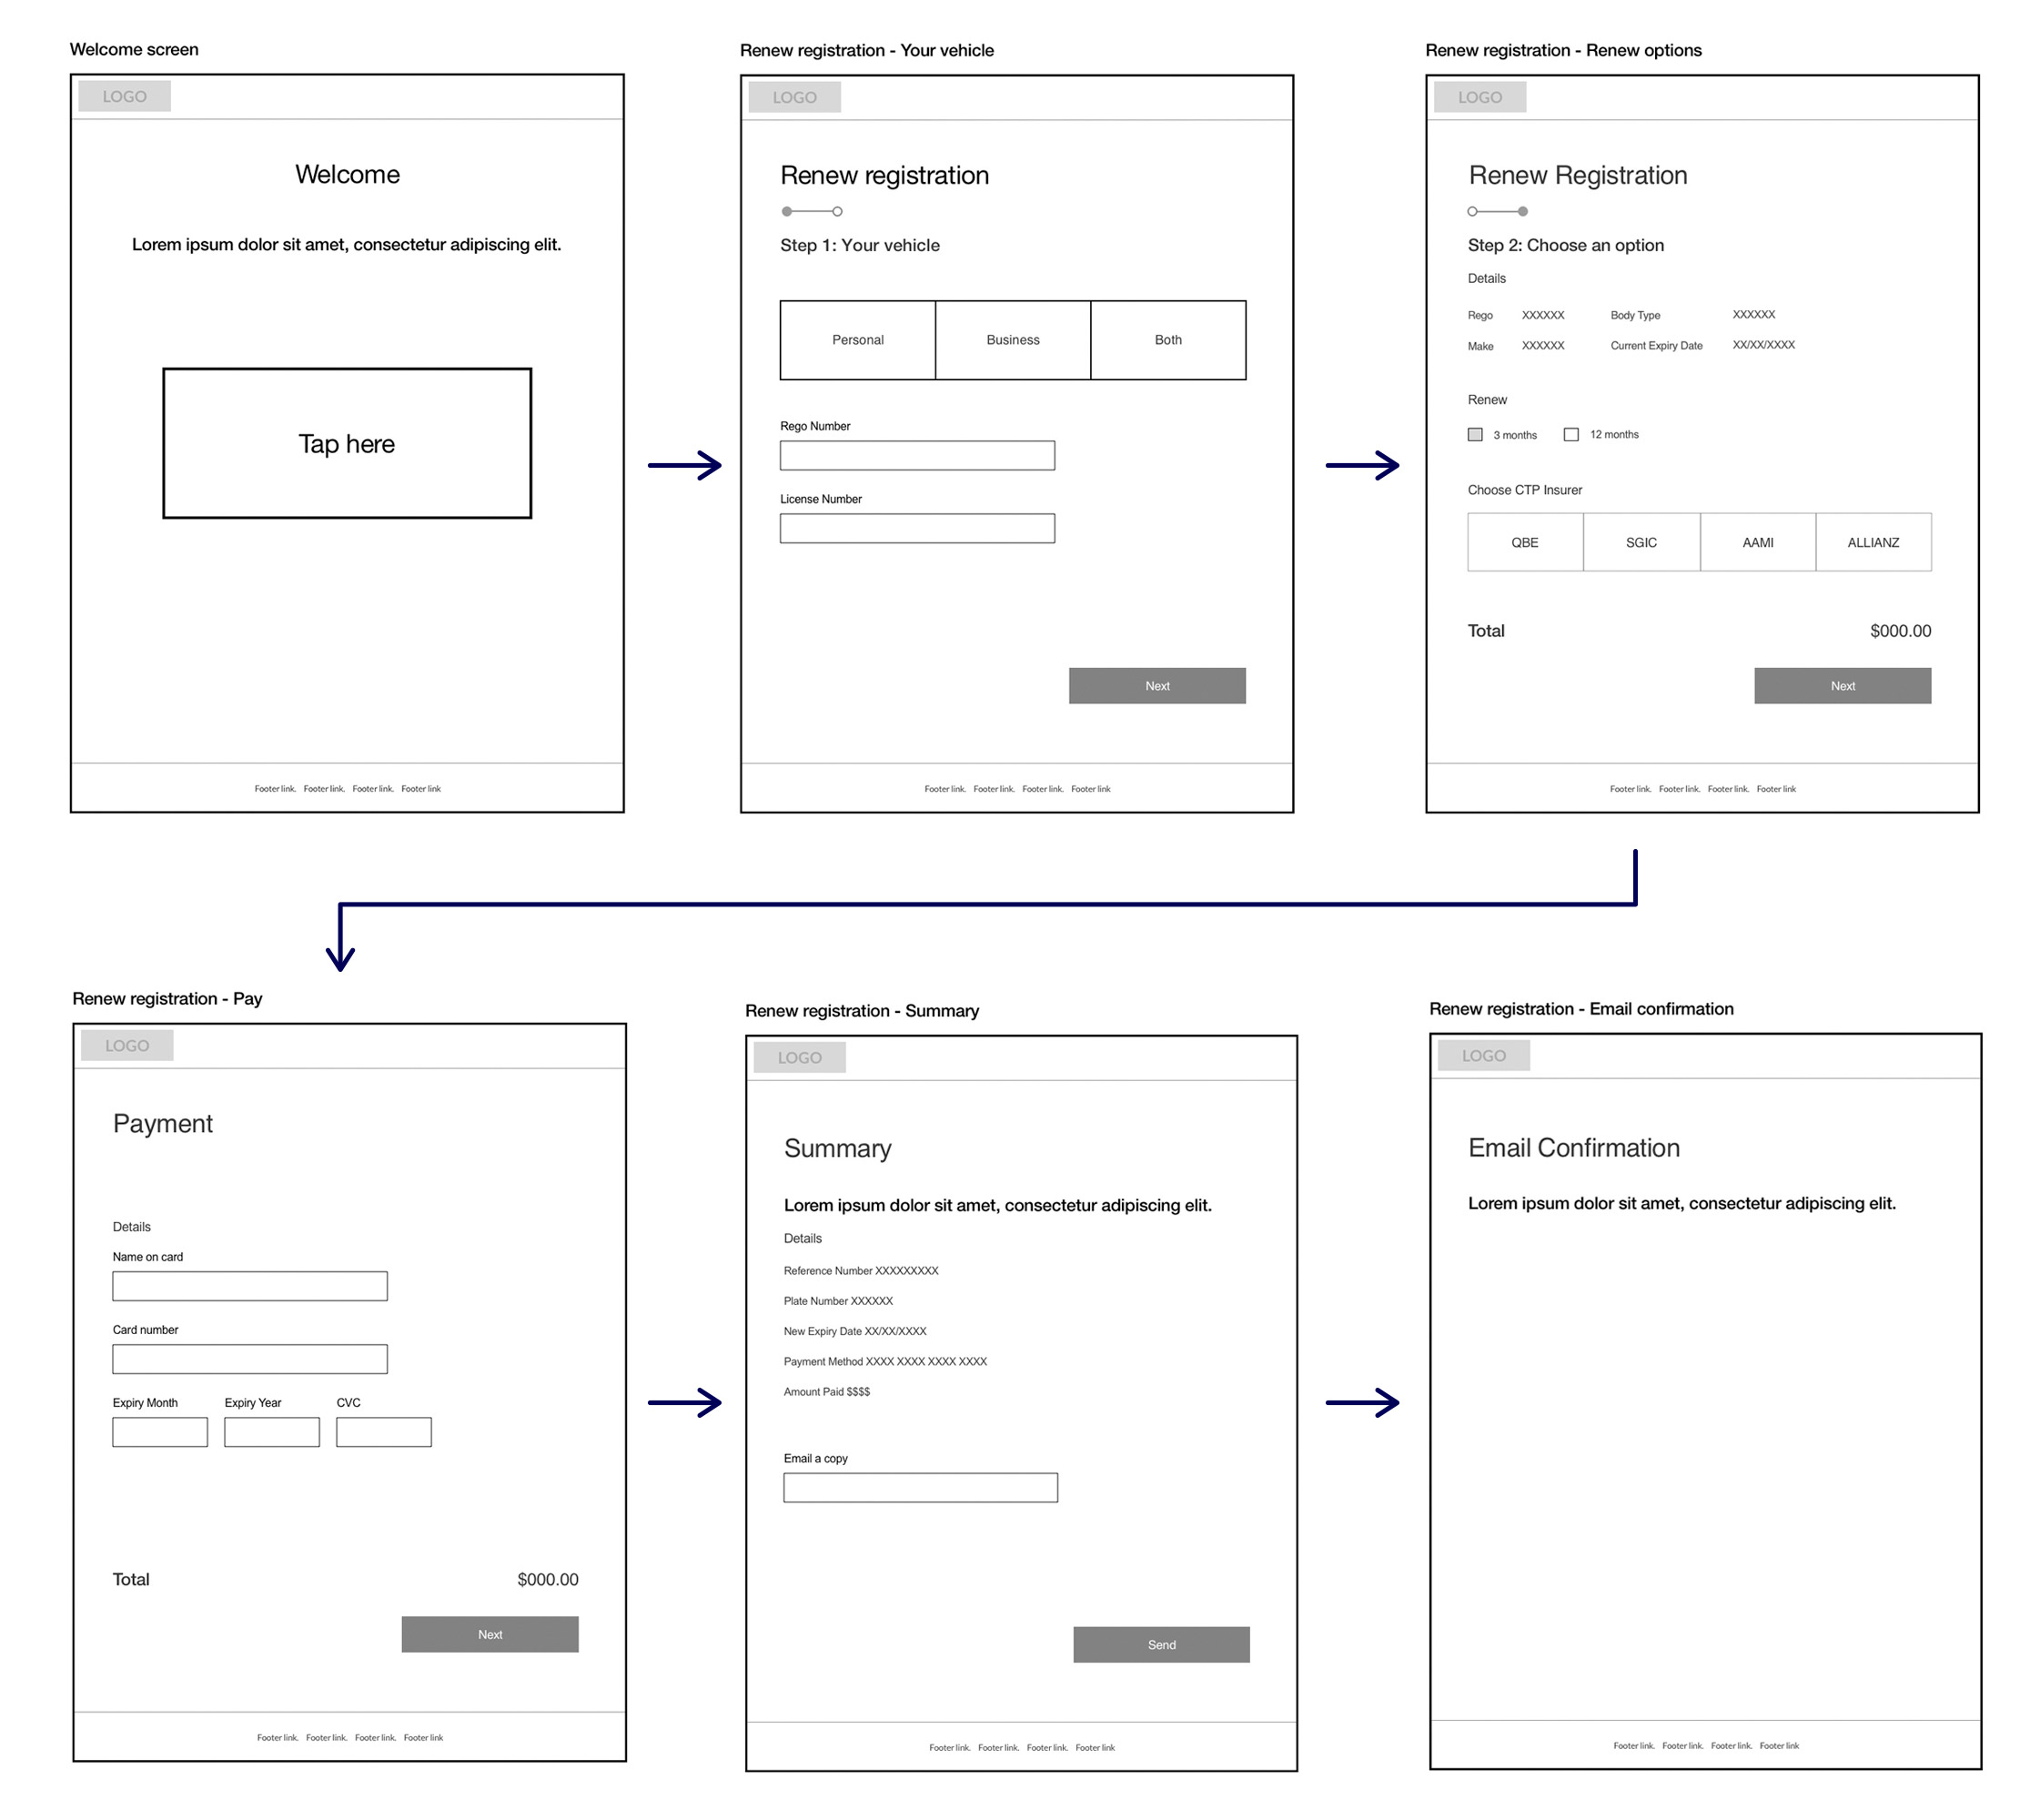 Welcome screen
LOGO
Welcome
Lorem ipsum dolor sit amet, consectetur adipiscing elit.
Tap here
Footer link. Footer link. Footer link. Footer link
Renew registration - Your vehicle
LOGO
Renew registration
Step 1: Your vehicle
Personal Business Both
Rego Number
License Number
Next
Footer link. Footer link. Footer link. Footer link
Renew registration - Renew options
LOGO
Renew Registration
Step 2: Choose an option
Details
Rego XXXXXX Body Type XXXXXX
Make XXXXXX Current Expiry Date XX/XX/XXXX
Renew
3 months 12 months
Choose CTP Insurer
QBE SGIC AAMI ALLIANZ
Total $000.00
Next
Footer link. Footer link. Footer link. Footer link
Renew registration - Pay
LOGO
Payment
Details
Name on card
Card number
Expiry Month Expiry Year CVC
Total $000.00
Next
Footer link. Footer link. Footer link. Footer link
Renew registration - Summary
LOGO
Summary
Lorem ipsum dolor sit amet, consectetur adipiscing elit.
Details
Reference Number XXXXXXXXX
Plate Number XXXXXX
New Expiry Date XX/XX/XXXX
Payment Method XXXX XXXX XXXX XXXX
Amount Paid $$$$
Email a copy
Send
Footer link. Footer link. Footer link. Footer link
Renew registration - Email confirmation
LOGO
Email Confirmation
Lorem ipsum dolor sit amet, consectetur adipiscing elit.
Footer link. Footer link. Footer link. Footer link